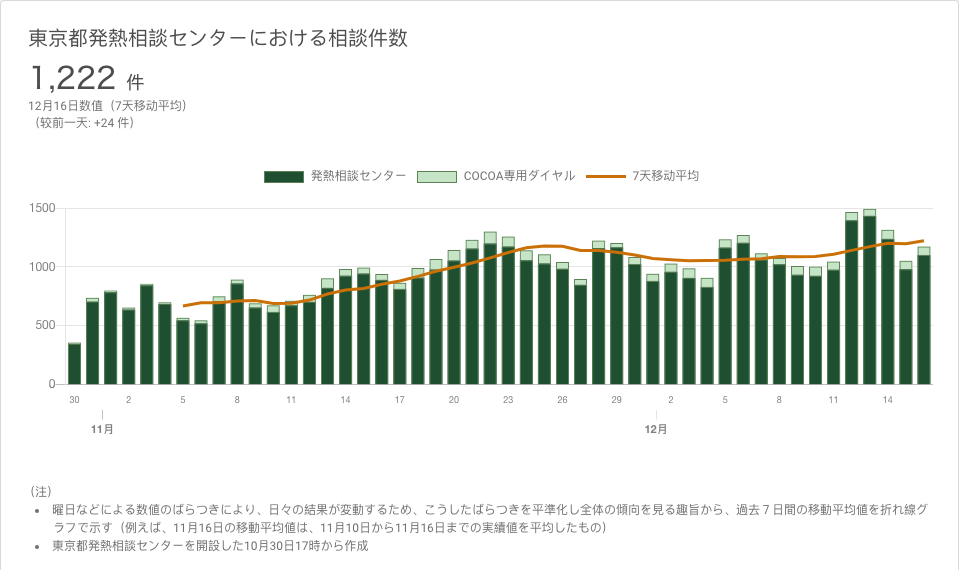 東京都発熱相談センターにおける相談件数
1,222 件
12月16日数值（7天移动平均）
（较前一天: +24 件）
発熱相談センター COCOA専用ダイヤル 7天移动平均
1500
1000
500
0
30 2 5 8 11 14 17 20 23 26 29 2 5 8 11 14
11月 12月
（注）
• 曜日などによる数値のばらつきにより、日々の結果が変動するため、こうしたばらつきを平準化し全体の傾向を見る趣旨から、過去７日間の移動平均値を折れ線グ
ラフで示す（例えば、11月16日の移動平均値は、11月10日から11月16日までの実績値を平均したもの）
• 東京都発熱相談センターを開設した10月30日17時から作成